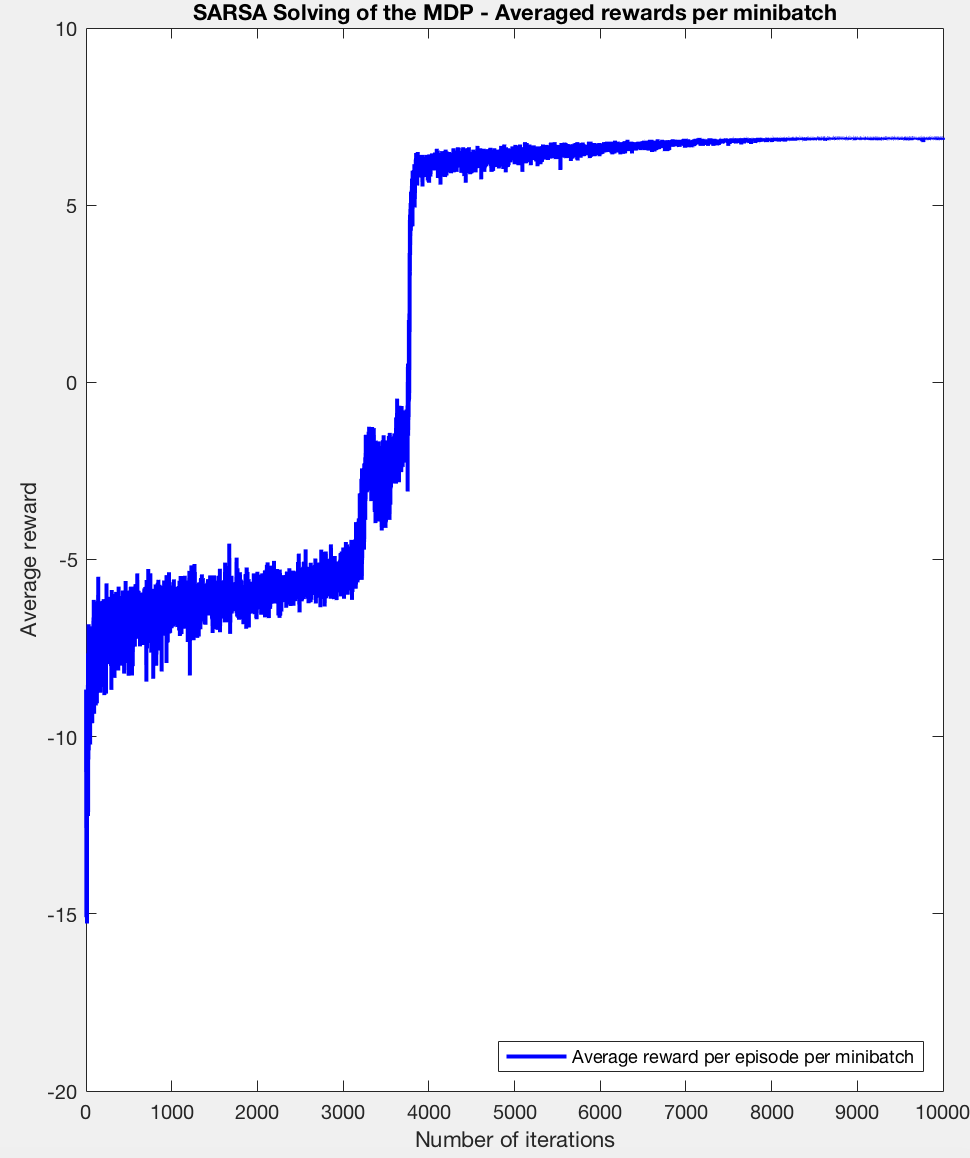 SARSA Solving of the MDP - Averaged rewards per minibatch
10
5
0
-5
-10
-15
-20
Average reward
Average reward per episode per minibatch
0 1000 2000 3000 4000 5000 6000 7000 8000 9000 10000
Number of iterations